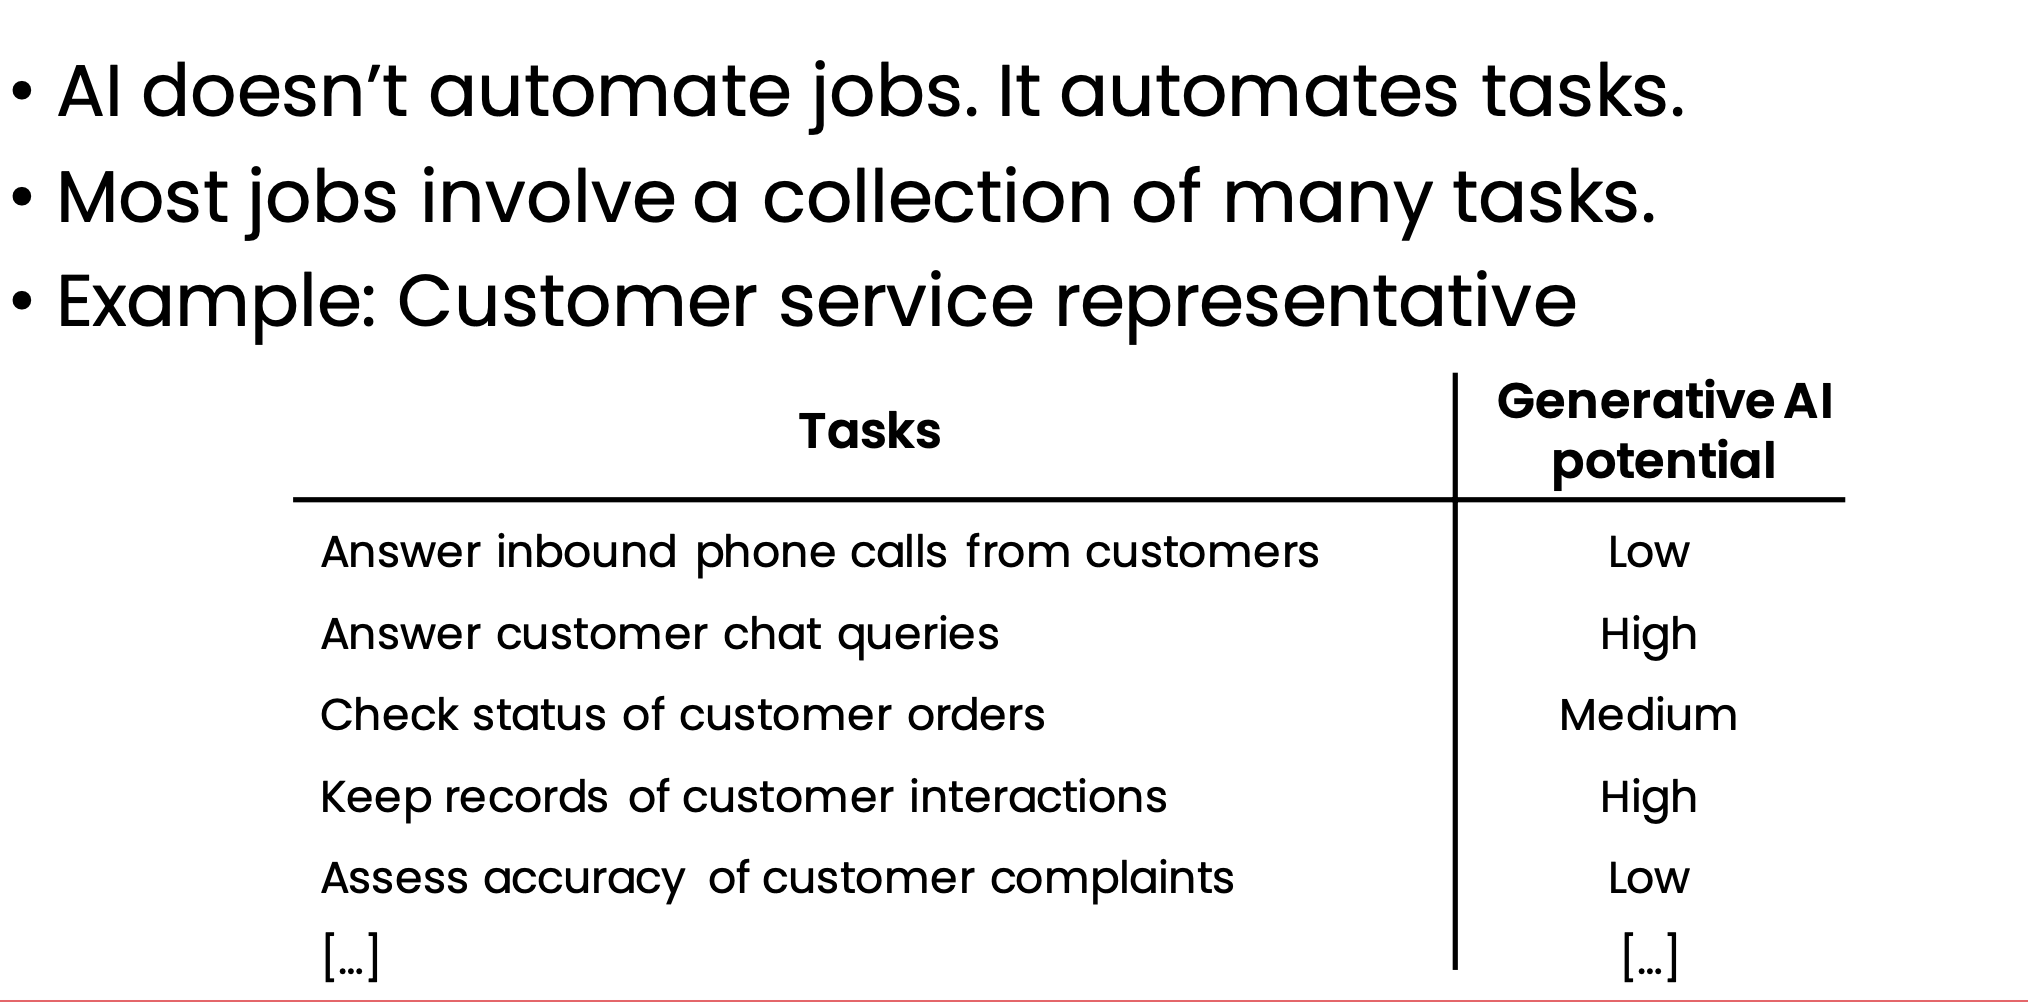 • AI doesn’t automate jobs. It automates tasks.
• Most jobs involve a collection of many tasks.
• Example: Customer service representative
Tasks
Generative AI
potential
Answer inbound phone calls from customers Low
Answer customer chat queries High
Check status of customer orders Medium
Keep records of customer interactions High
Assess accuracy of customer complaints Low
[...] [...]